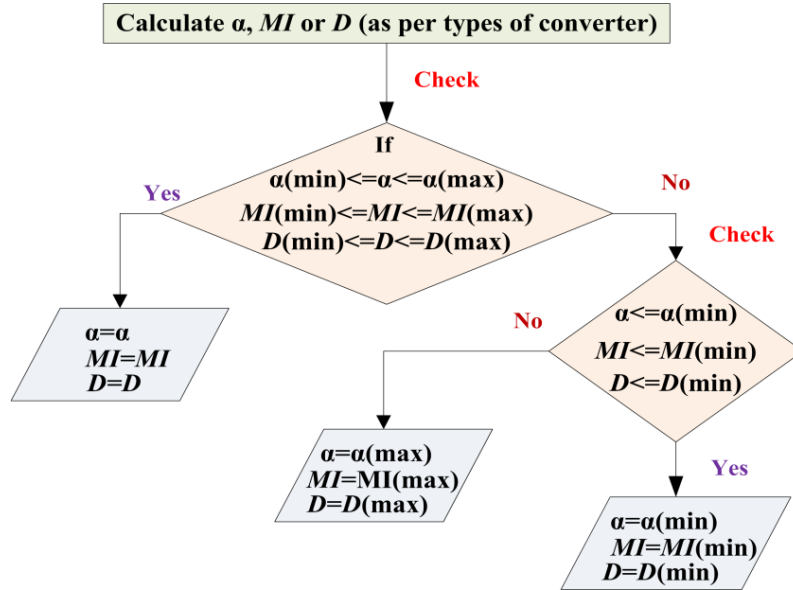 Calculate α, MI or D (as per types of converter)
Check
If
α(min)<=α<=α(max)
MI(min)<=MI<=MI(max)
D(min)<=D<=D(max)
Yes
No
Check
α=α
MI=MI
D=D
α<=α(min)
MI<=MI(min)
D<=D(min)
No
α=α(max)
MI=MI(max)
D=D(max)
Yes
α=α(min)
MI=MI(min)
D=D(min)